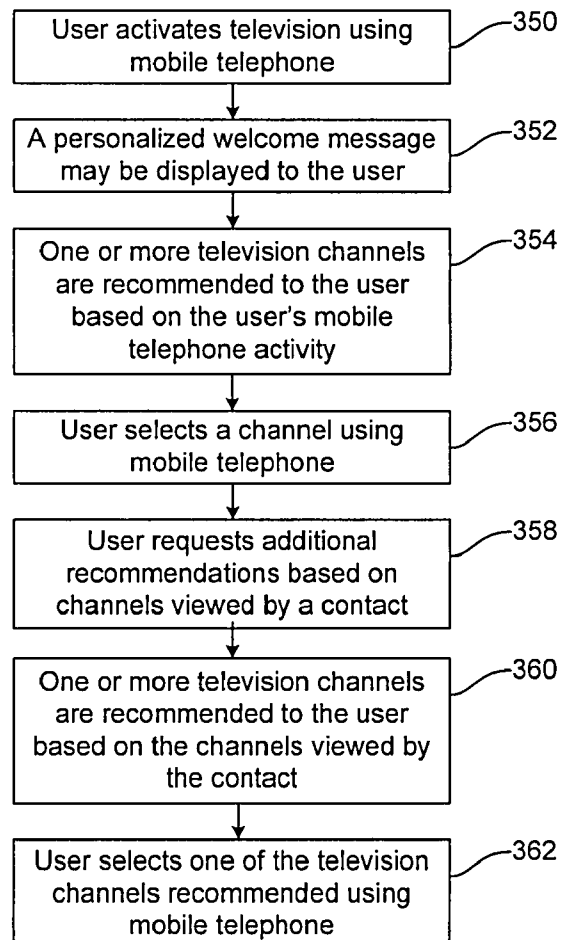 User activates television using
mobile telephone
350
A personalized welcome message
may be displayed to the user
352
One or more television channels
are recommended to the user
based on the user's mobile
telephone activity
354
User selects a channel using
mobile telephone
356
User requests additional
recommendations based on
channels viewed by a contact
358
One or more television channels
are recommended to the user
based on the channels viewed by
the contact
360
User selects one of the television
channels recommended using
mobile telephone
362